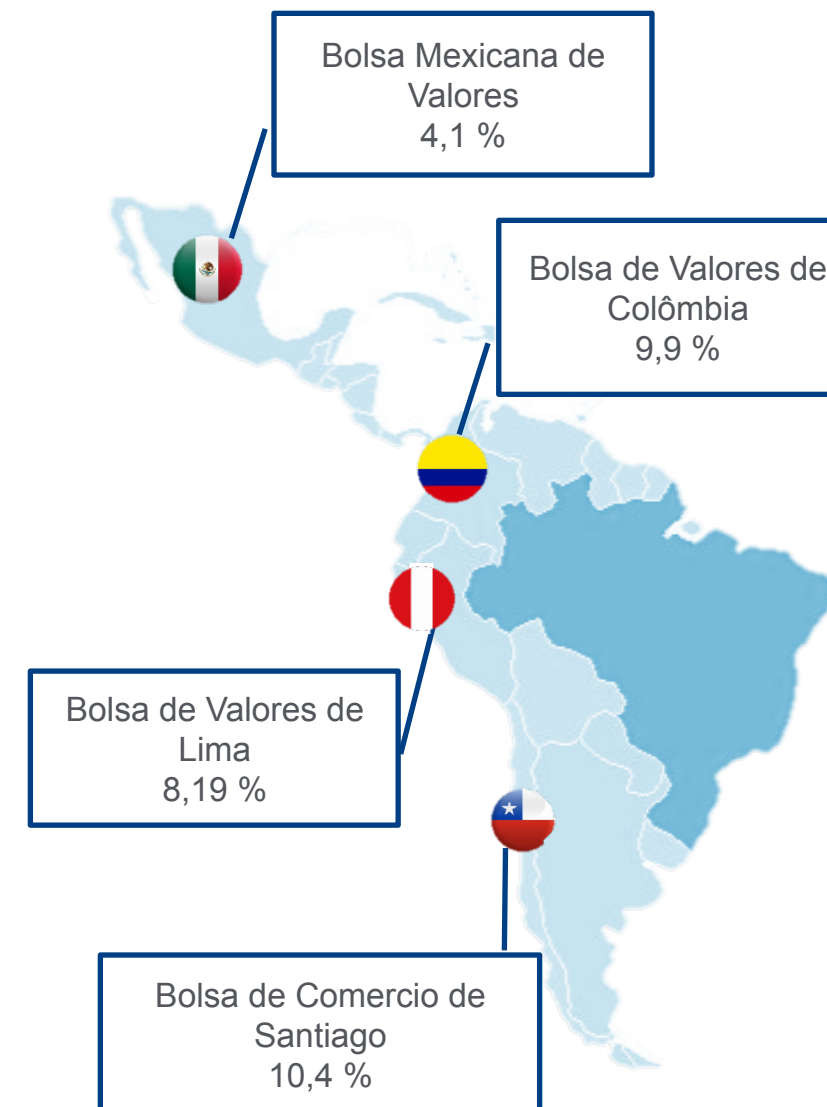 Bolsa Mexicana de
Valores
4,1 %
Bolsa de Valores de
Colômbia
9,9 %
Bolsa de Valores de
Lima
8,19 %
Bolsa de Comercio de
Santiago
10,4 %